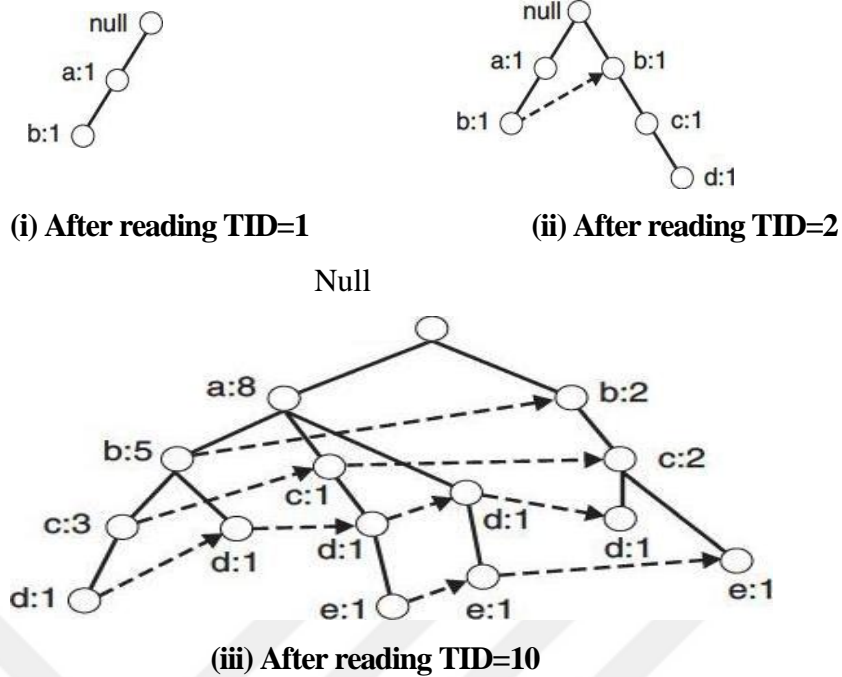 null
a:1
b:1
(i) After reading TID=1
null
a:1
b:1
b:1
c:1
d:1
(ii) After reading TID=2
Null
a:8
b:2
b:5
c:2
c:1
c:3
d:1
d:1
d:1
d:1
d:1
e:1
e:1
e:1
(iii) After reading TID=10